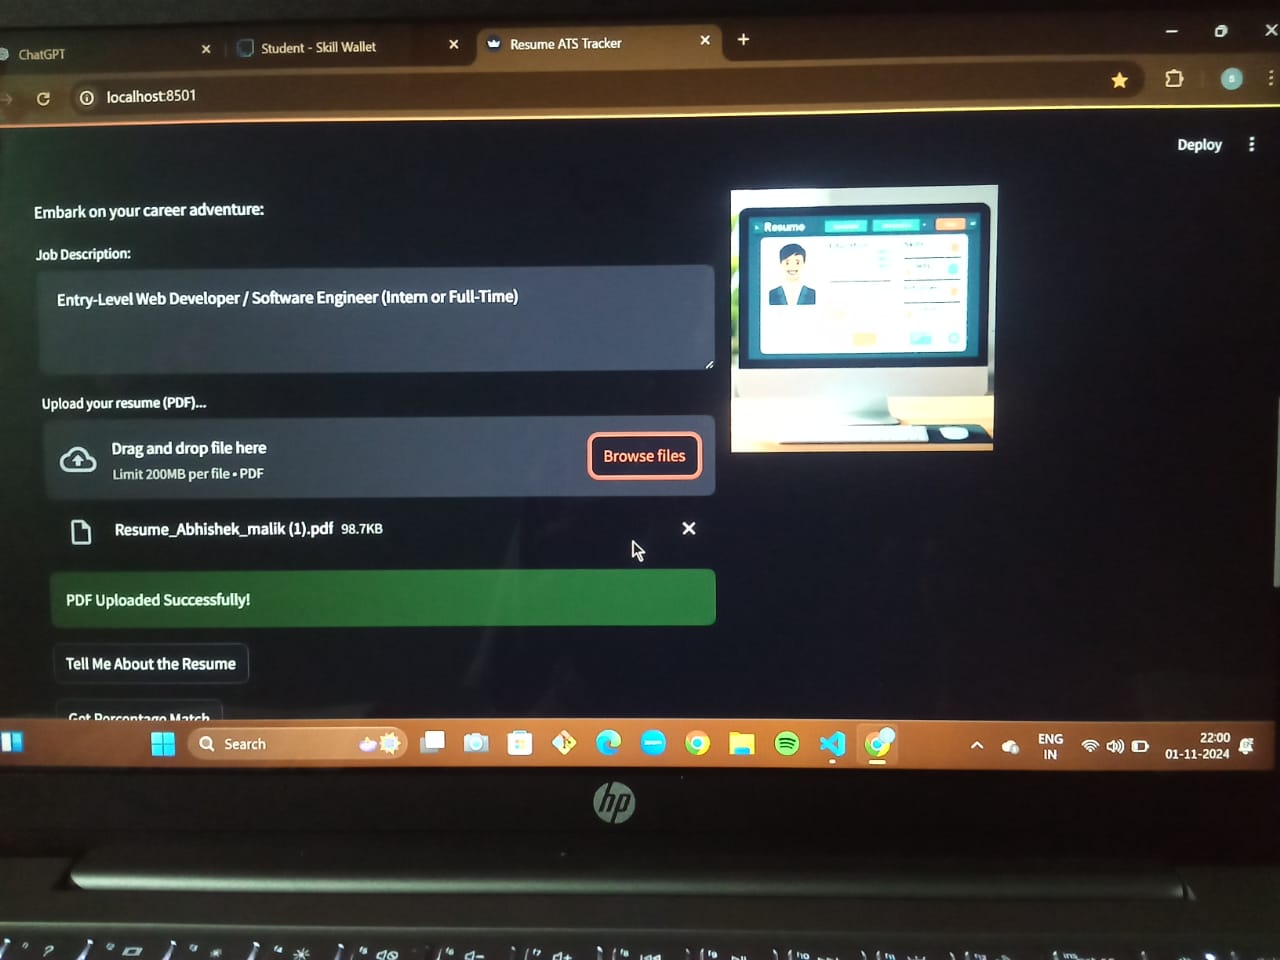 ChatGPT
Student - Skill Wallet
Resume ATS Tracker
localhost:8501
Deploy
Embark on your career adventure:
Job Description:
Entry-Level Web Developer / Software Engineer (Intern or Full-Time)
Resume
Upload your resume (PDF)...
Drag and drop file here
Limit 200MB per file • PDF
Browse files
Resume_Abhishek_malik (1).pdf 98.7KB
PDF Uploaded Successfully!
Tell Me About the Resume
Get Percentage Match
Search
ENG
IN
22:00
01-11-2024
hp